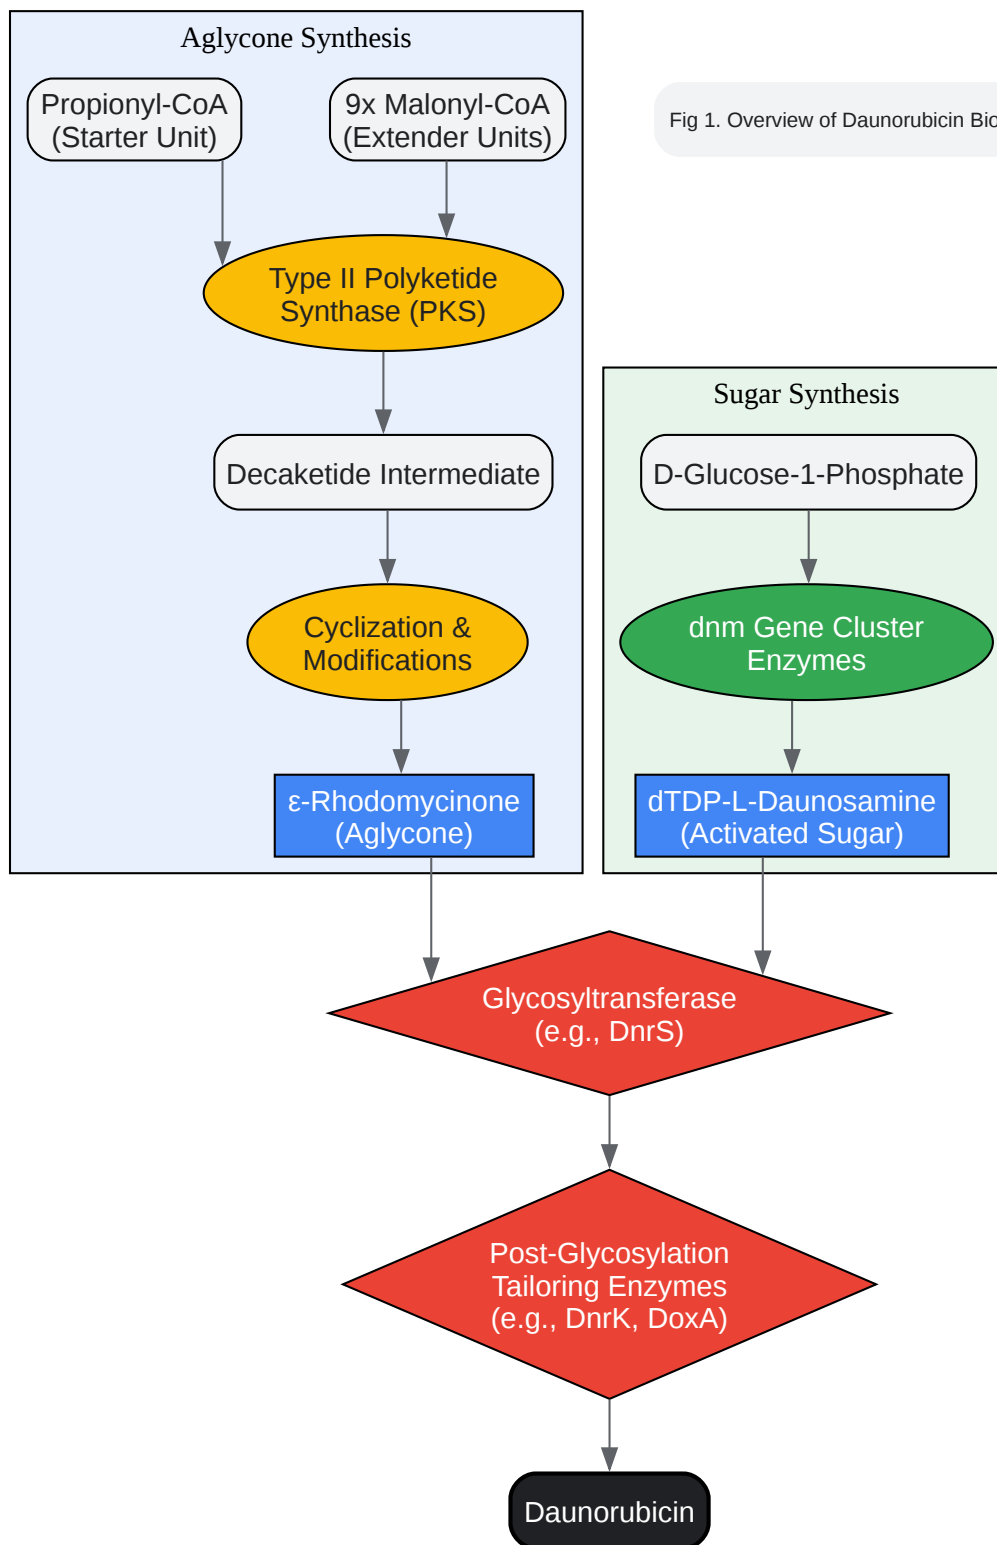 Aglycone Synthesis
Propionyl-CoA
(Starter Unit)
9x Malonyl-CoA
(Extender Units)
Fig 1. Overview of Daunorubicin Bio
Type II Polyketide
Synthase (PKS)
Decaketide Intermediate
Cyclization &
Modifications
ε-Rhodomycinone
(Aglycone)
Sugar Synthesis
D-Glucose-1-Phosphate
dnm Gene Cluster
Enzymes
dTDP-L-Daunosamine
(Activated Sugar)
Glycosyltransferase
(e.g., DnrS)
Post-Glycosylation
Tailoring Enzymes
(e.g., DnrK, DoxA)
Daunorubicin